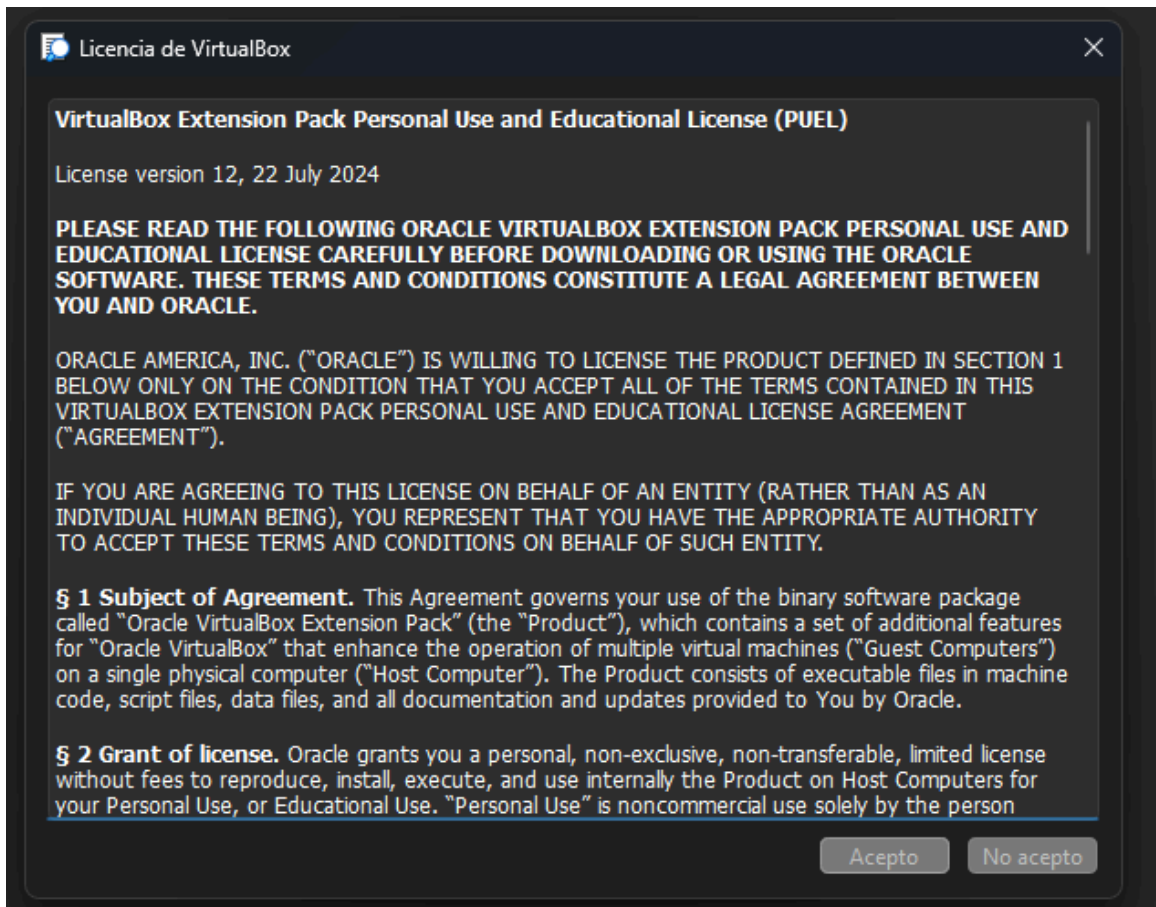 Licencia de VirtualBox
VirtualBox Extension Pack Personal Use and Educational License (PUEL)
License version 12, 22 July 2024
PLEASE READ THE FOLLOWING ORACLE VIRTUALBOX EXTENSION PACK PERSONAL USE AND
EDUCATIONAL LICENSE CAREFULLY BEFORE DOWNLOADING OR USING THE ORACLE
SOFTWARE. THESE TERMS AND CONDITIONS CONSTITUTE A LEGAL AGREEMENT BETWEEN
YOU AND ORACLE.
ORACLE AMERICA, INC. (“ORACLE”) IS WILLING TO LICENSE THE PRODUCT DEFINED IN SECTION 1
BELOW ONLY ON THE CONDITION THAT YOU ACCEPT ALL OF THE TERMS CONTAINED IN THIS
VIRTUALBOX EXTENSION PACK PERSONAL USE AND EDUCATIONAL LICENSE AGREEMENT
(“AGREEMENT”).
IF YOU ARE AGREEING TO THIS LICENSE ON BEHALF OF AN ENTITY (RATHER THAN AS AN
INDIVIDUAL HUMAN BEING), YOU REPRESENT THAT YOU HAVE THE APPROPRIATE AUTHORITY
TO ACCEPT THESE TERMS AND CONDITIONS ON BEHALF OF SUCH ENTITY.
§ 1 Subject of Agreement. This Agreement governs your use of the binary software package
called “Oracle VirtualBox Extension Pack” (the “Product”), which contains a set of additional features
for “Oracle VirtualBox” that enhance the operation of multiple virtual machines (“Guest Computers”)
on a single physical computer (“Host Computer”). The Product consists of executable files in machine
code, script files, data files, and all documentation and updates provided to You by Oracle.
§ 2 Grant of license. Oracle grants you a personal, non-exclusive, non-transferable, limited license
without fees to reproduce, install, execute, and use internally the Product on Host Computers for
your Personal Use, or Educational Use. “Personal Use” is noncommercial use solely by the person
Acepto
No acepto